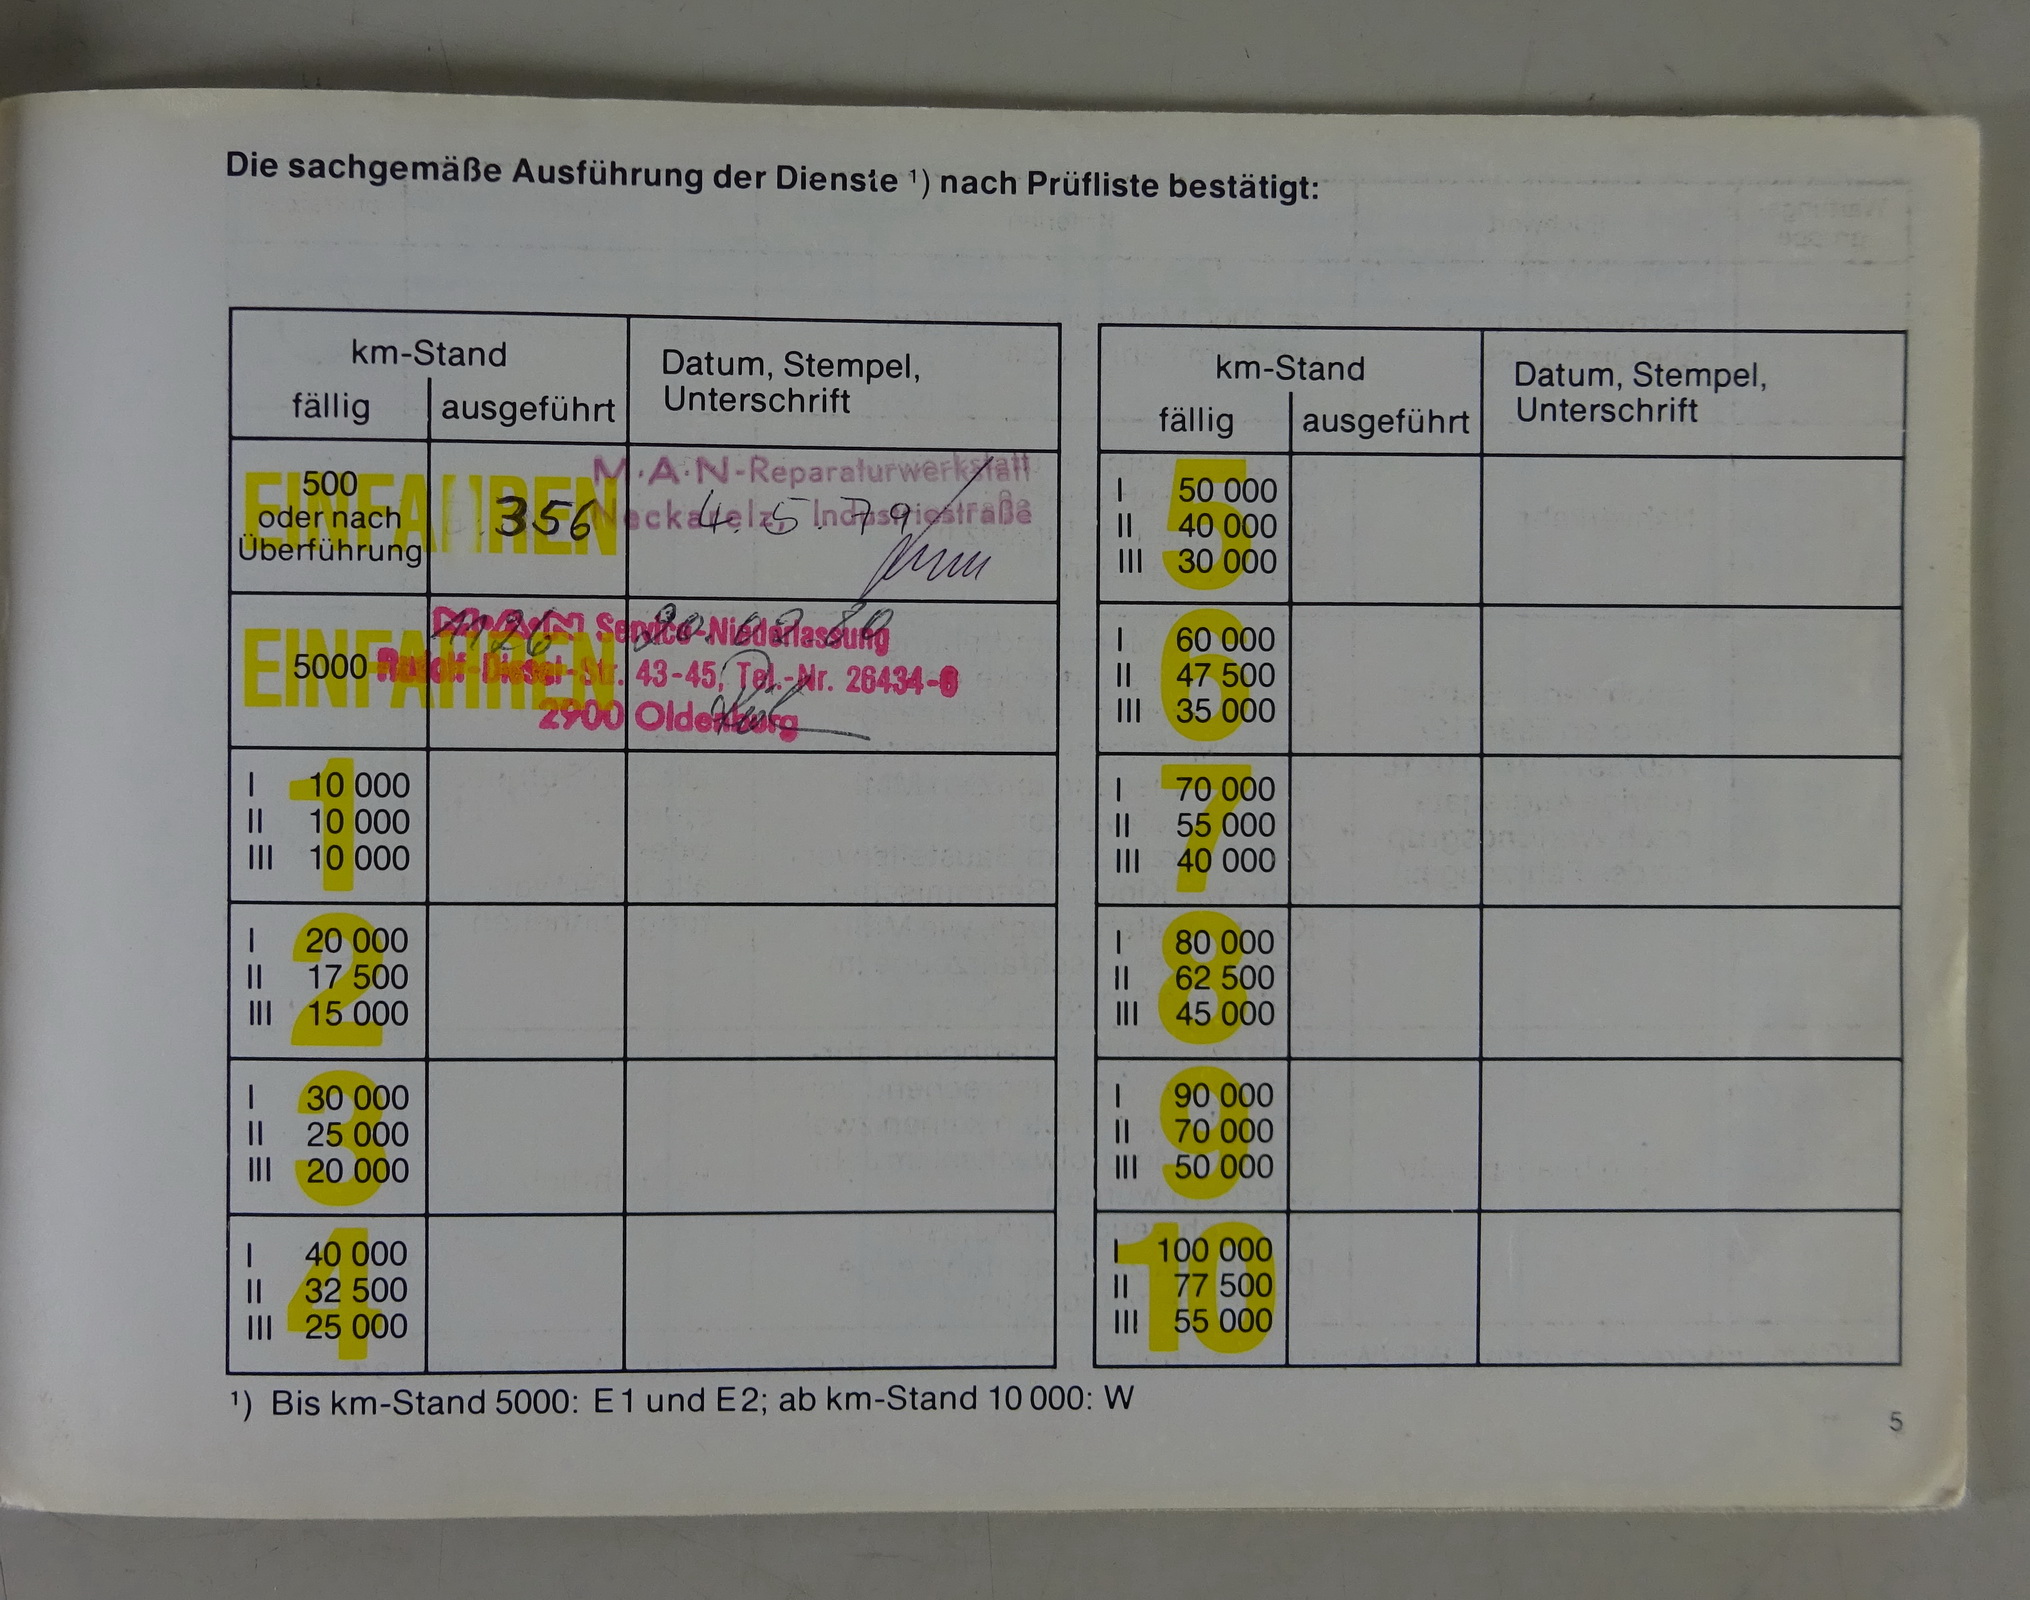 Die sachgemäße Ausführung der Dienste ¹) nach Prüfliste bestätigt:
km-Stand
fällig
ausgeführt
Datum, Stempel,
Unterschrift
EINFAHREN
500
oder nach
Überführung
356
M·A·N-Reparaturwerkstatt
Neckarelz, Industriestraße
4. 5. 79
EINFAHREN
5000
M·A·N Service-Niederlassung
Rudolf-Diesel-Str. 43-45, Tel.-Nr. 26434-6
2900 Oldenburg
1
I 10 000
II 10 000
III 10 000
2
I 20 000
II 17 500
III 15 000
3
I 30 000
II 25 000
III 20 000
4
I 40 000
II 32 500
III 25 000
km-Stand
fällig
ausgeführt
Datum, Stempel,
Unterschrift
5
I 50 000
II 40 000
III 30 000
6
I 60 000
II 47 500
III 35 000
7
I 70 000
II 55 000
III 40 000
8
I 80 000
II 62 500
III 45 000
9
I 90 000
II 70 000
III 50 000
10
I 100 000
II 77 500
III 55 000
¹) Bis km-Stand 5000: E1 und E2; ab km-Stand 10 000: W
5